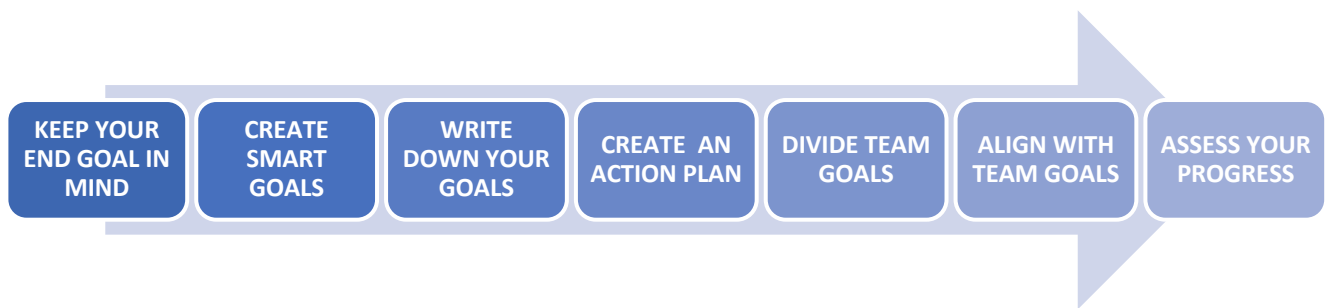 KEEP YOUR
END GOAL IN
MIND
CREATE
SMART
GOALS
WRITE
DOWN YOUR
GOALS
CREATE  AN
ACTION PLAN
DIVIDE TEAM
GOALS
ALIGN WITH
TEAM GOALS
ASSESS YOUR
PROGRESS